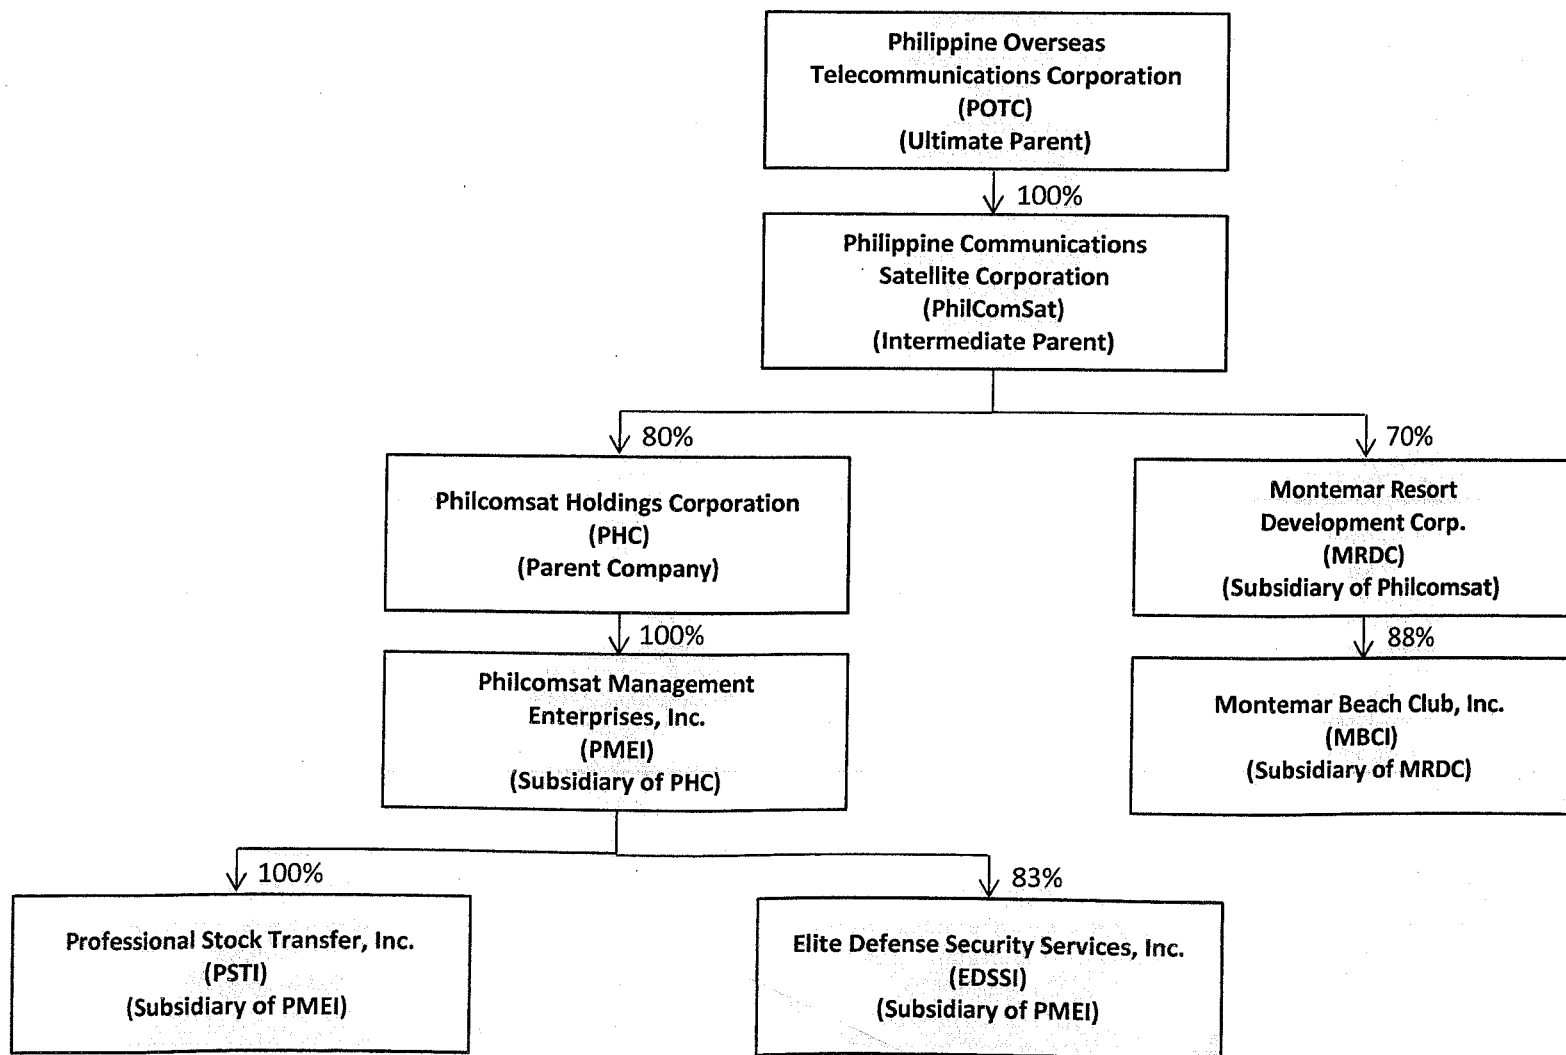 Philippine Overseas
Telecommunications Corporation
(POTC)
(Ultimate Parent)
100%
Philippine Communications
Satellite Corporation
(PhilComSat)
(Intermediate Parent)
80%
70%
Philcomsat Holdings Corporation
(PHC)
(Parent Company)
Montemar Resort
Development Corp.
(MRDC)
(Subsidiary of Philcomsat)
100%
88%
Philcomsat Management
Enterprises, Inc.
(PMEI)
(Subsidiary of PHC)
Montemar Beach Club, Inc.
(MBCI)
(Subsidiary of MRDC)
100%
83%
Professional Stock Transfer, Inc.
(PSTI)
(Subsidiary of PMEI)
Elite Defense Security Services, Inc.
(EDSSI)
(Subsidiary of PMEI)